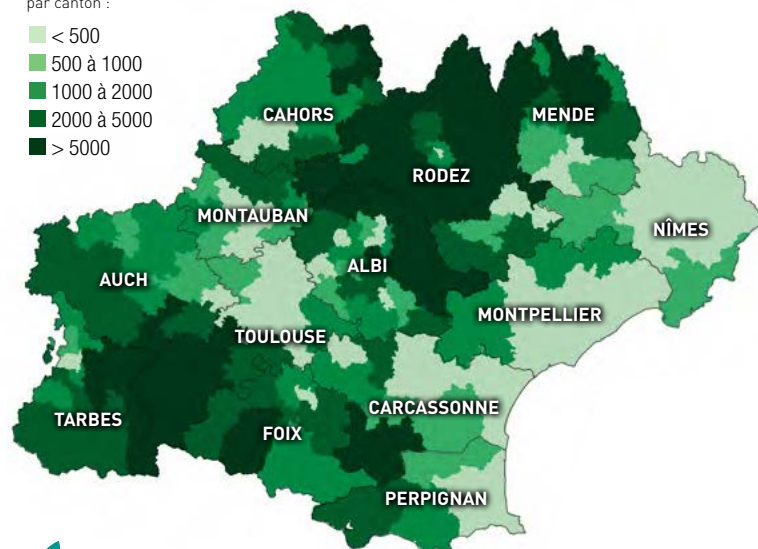 par canton :
< 500
500 à 1000
1000 à 2000
2000 à 5000
> 5000
CAHORS
MENDE
RODEZ
MONTAUBAN
NÎMES
ALBI
AUCH
MONTPELLIER
TOULOUSE
CARCASSONNE
TARBES
FOIX
PERPIGNAN